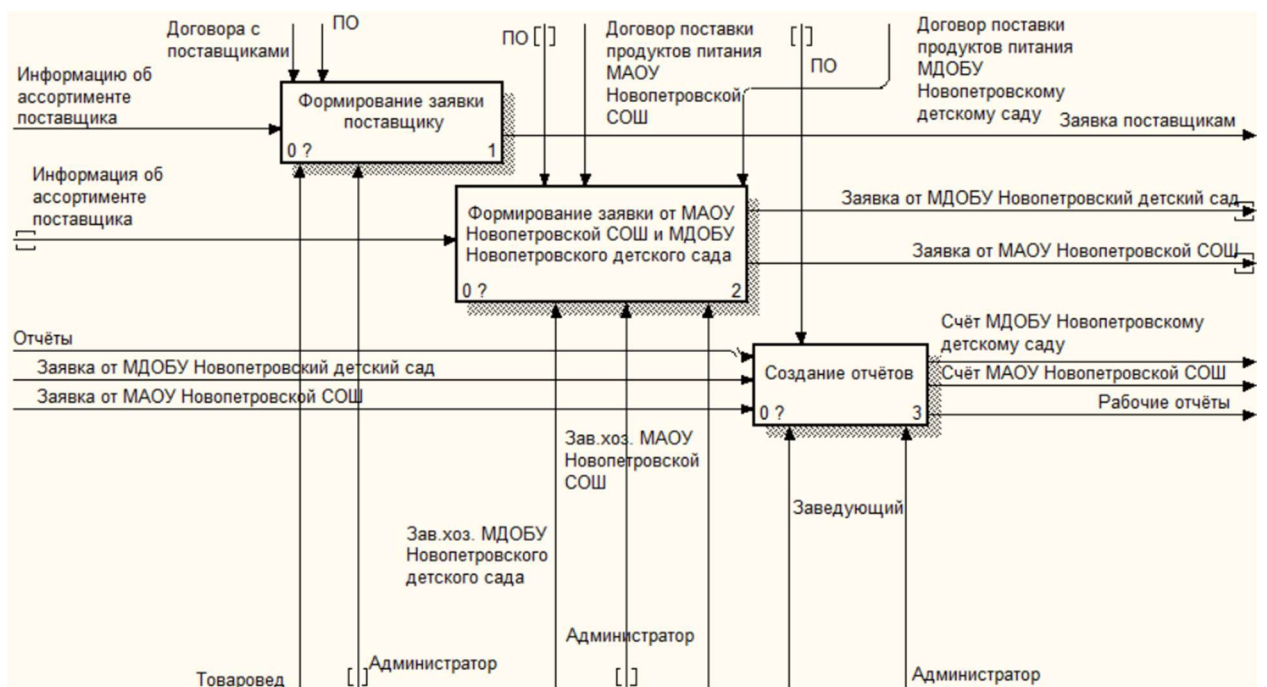 Договора с
поставщиками
ПО
ПО
Договор поставки
продуктов питания
МАОУ
Новопетровской
СОШ
ПО
Договор поставки
продуктов питания
МДОБУ
Новопетровскому
детскому саду
Информацию об
ассортименте
поставщика
Формирование заявки
поставщику
0 ?
1
Заявка поставщикам
Информация об
ассортименте
поставщика
Формирование заявки от МАОУ
Новопетровской СОШ и МДОБУ
Новопетровского детского сада
0 ?
2
Заявка от МДОБУ Новопетровский детский сад
Заявка от МАОУ Новопетровской СОШ
Отчёты
Заявка от МДОБУ Новопетровский детский сад
Заявка от МАОУ Новопетровской СОШ
Создание отчётов
0 ?
3
Счёт МДОБУ Новопетровскому
детскому саду
Счёт МАОУ Новопетровской СОШ
Рабочие отчёты
Зав.хоз. МАОУ
Новопетровской
СОШ
Заведующий
Зав.хоз. МДОБУ
Новопетровского
детского сада
Администратор
Товаровед
Администратор
Администратор